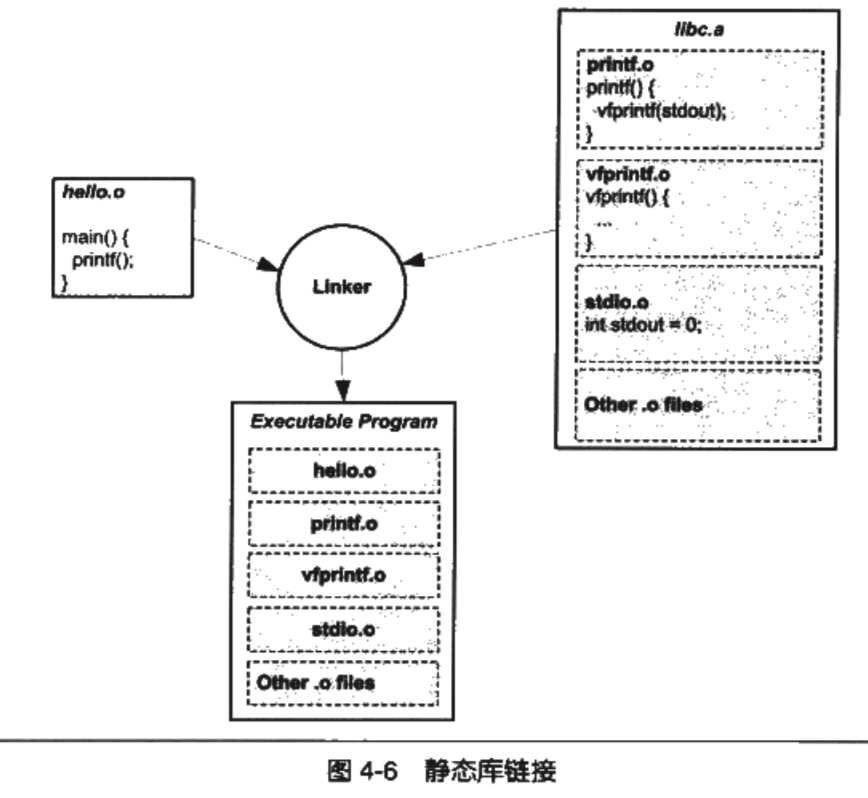 libc.a
printf.o
printf() {
vfprintf(stdout);
}
vfprintf.o
vfprintf() {
...
}
stdio.o
int stdout = 0;
Other .o files
hello.o
main() {
printf();
}
Linker
Executable Program
hello.o
printf.o
vfprintf.o
stdio.o
Other .o files
图 4-6 静态库链接